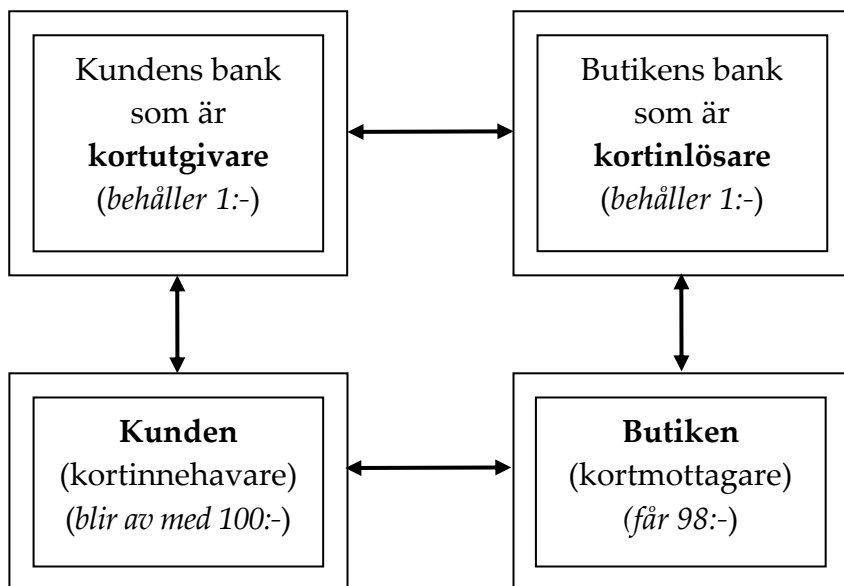 Kundens bank
som är
kortutgivare
(behåller 1:-)
Butikens bank
som är
kortinlösare
(behåller 1:-)
Kunden
(kortinnehavare)
(blir av med 100:-)
Butiken
(kortmottagare)
(får 98:-)